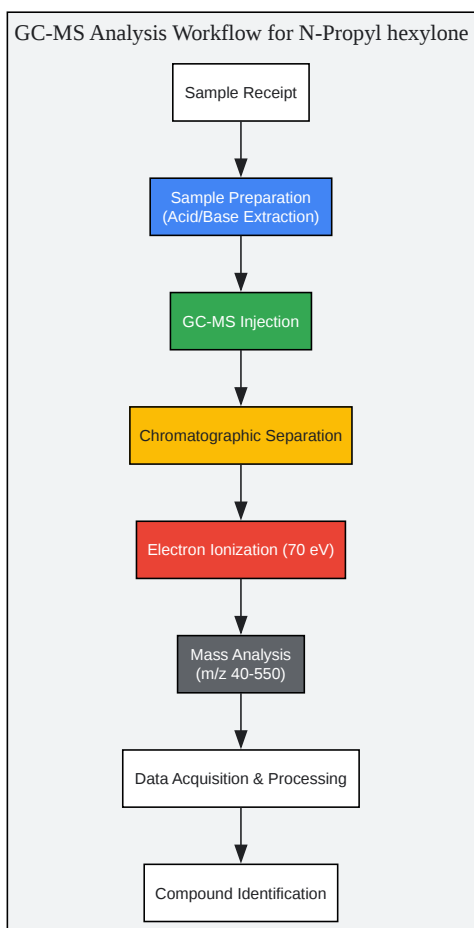 GC-MS Analysis Workflow for N-Propyl hexylone
Sample Receipt
Sample Preparation
(Acid/Base Extraction)
GC-MS Injection
Chromatographic Separation
Electron Ionization (70 eV)
Mass Analysis
(m/z 40-550)
Data Acquisition & Processing
Compound Identification